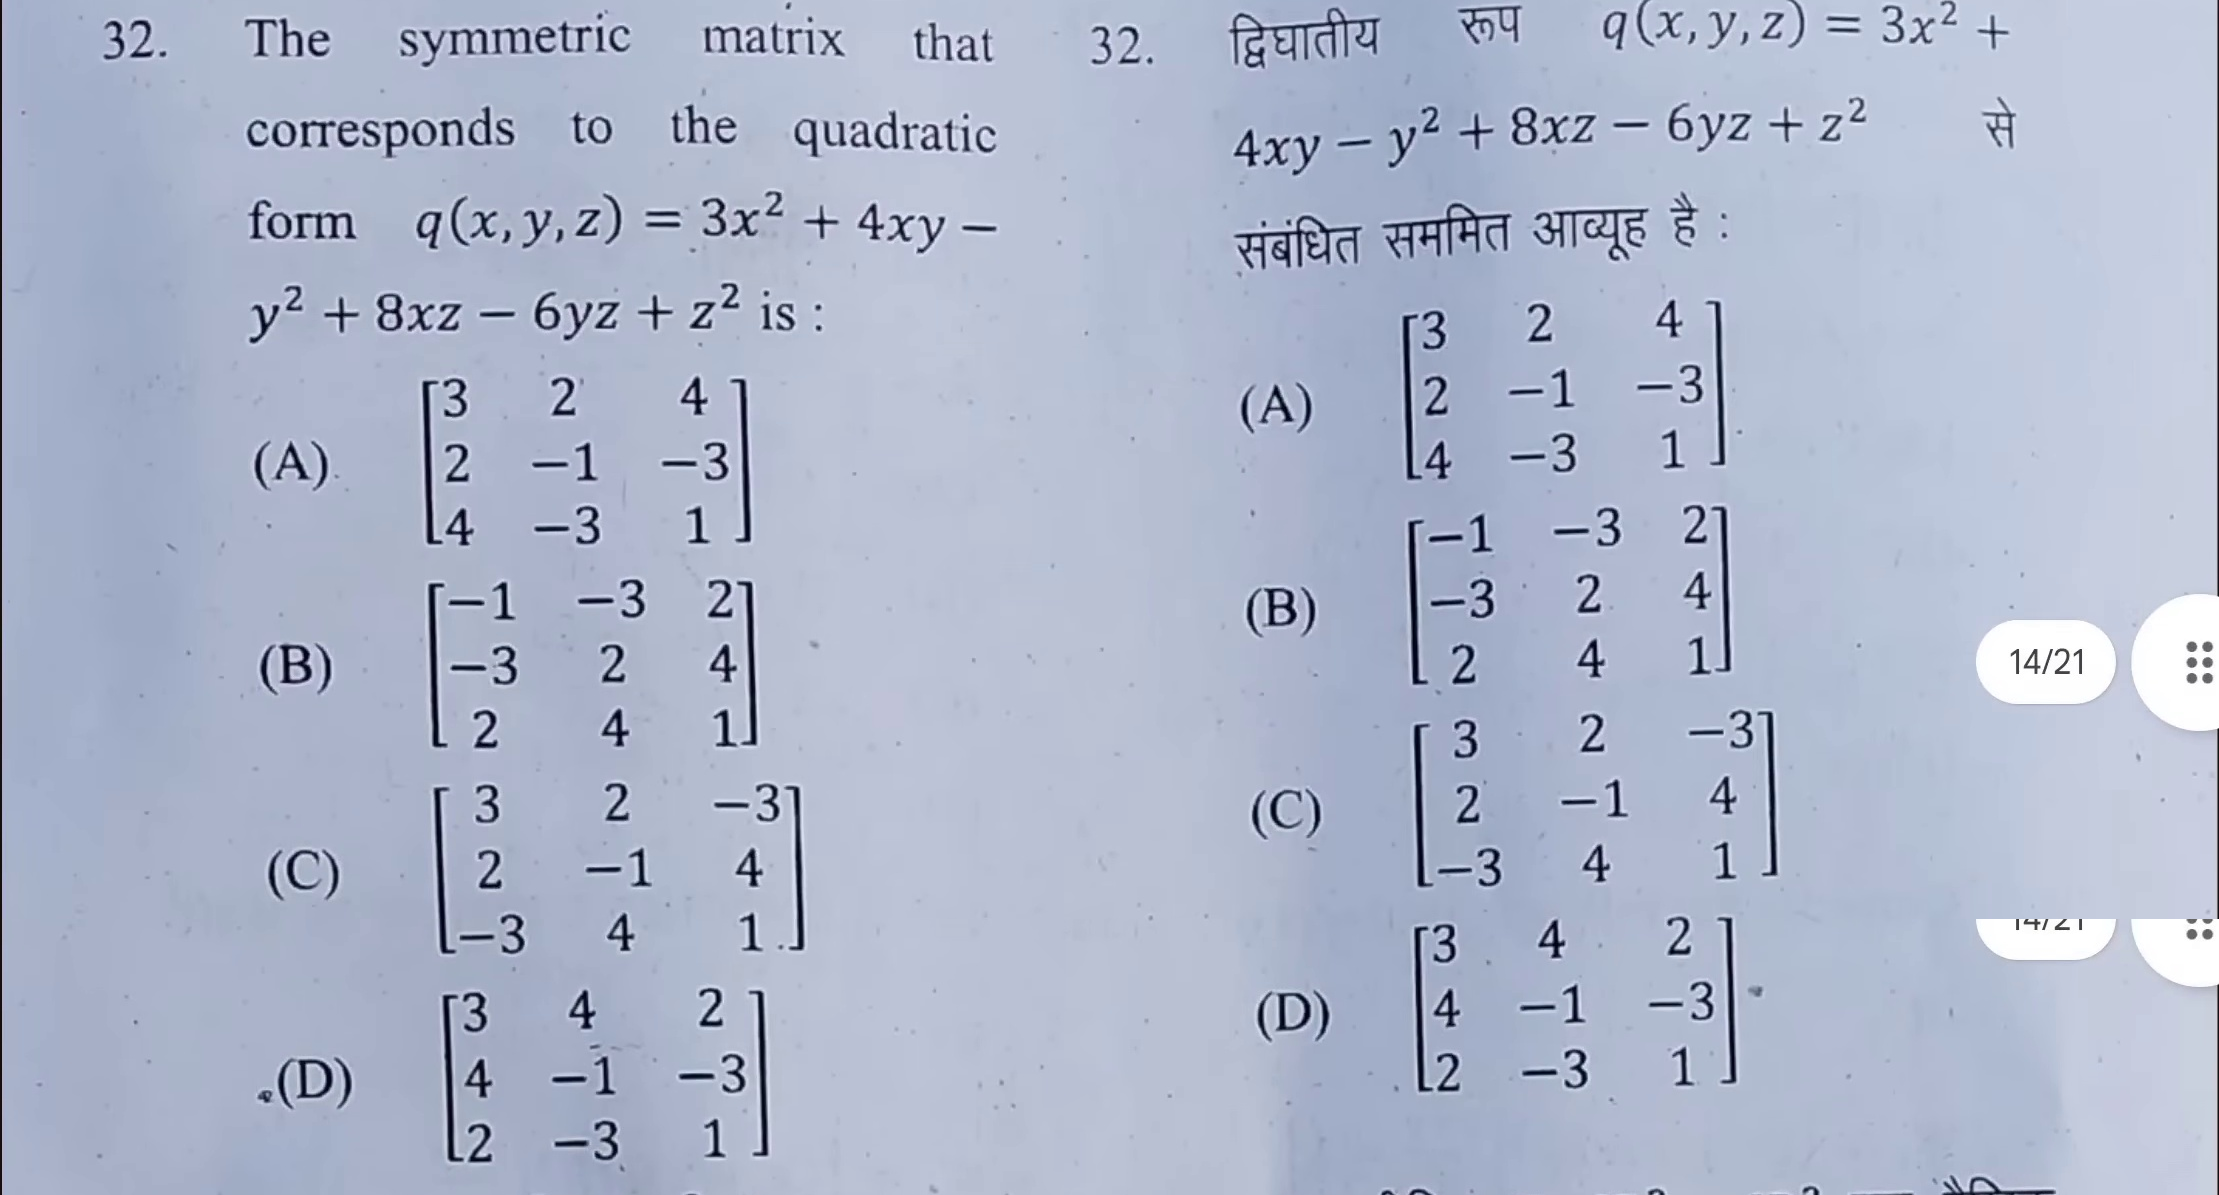 32. The symmetric matrix that
corresponds to the quadratic
form q(x, y, z) = 3x² + 4xy −
y² + 8xz − 6yz + z² is :
(A) [3 2 4
2 −1 −3
4 −3 1]
(B) [−1 −3 2
−3 2 4
2 4 1]
(C) [3 2 −3
2 −1 4
−3 4 1]
(D) [3 4 2
4 −1 −3
2 −3 1]
32. द्विघातीय रूप q(x, y, z) = 3x² +
4xy − y² + 8xz − 6yz + z² से
संबंधित सममित आव्यूह है :
(A) [3 2 4
2 −1 −3
4 −3 1]
(B) [−1 −3 2
−3 2 4
2 4 1]
(C) [3 2 −3
2 −1 4
−3 4 1]
(D) [3 4 2
4 −1 −3
2 −3 1]
14/21
14/21